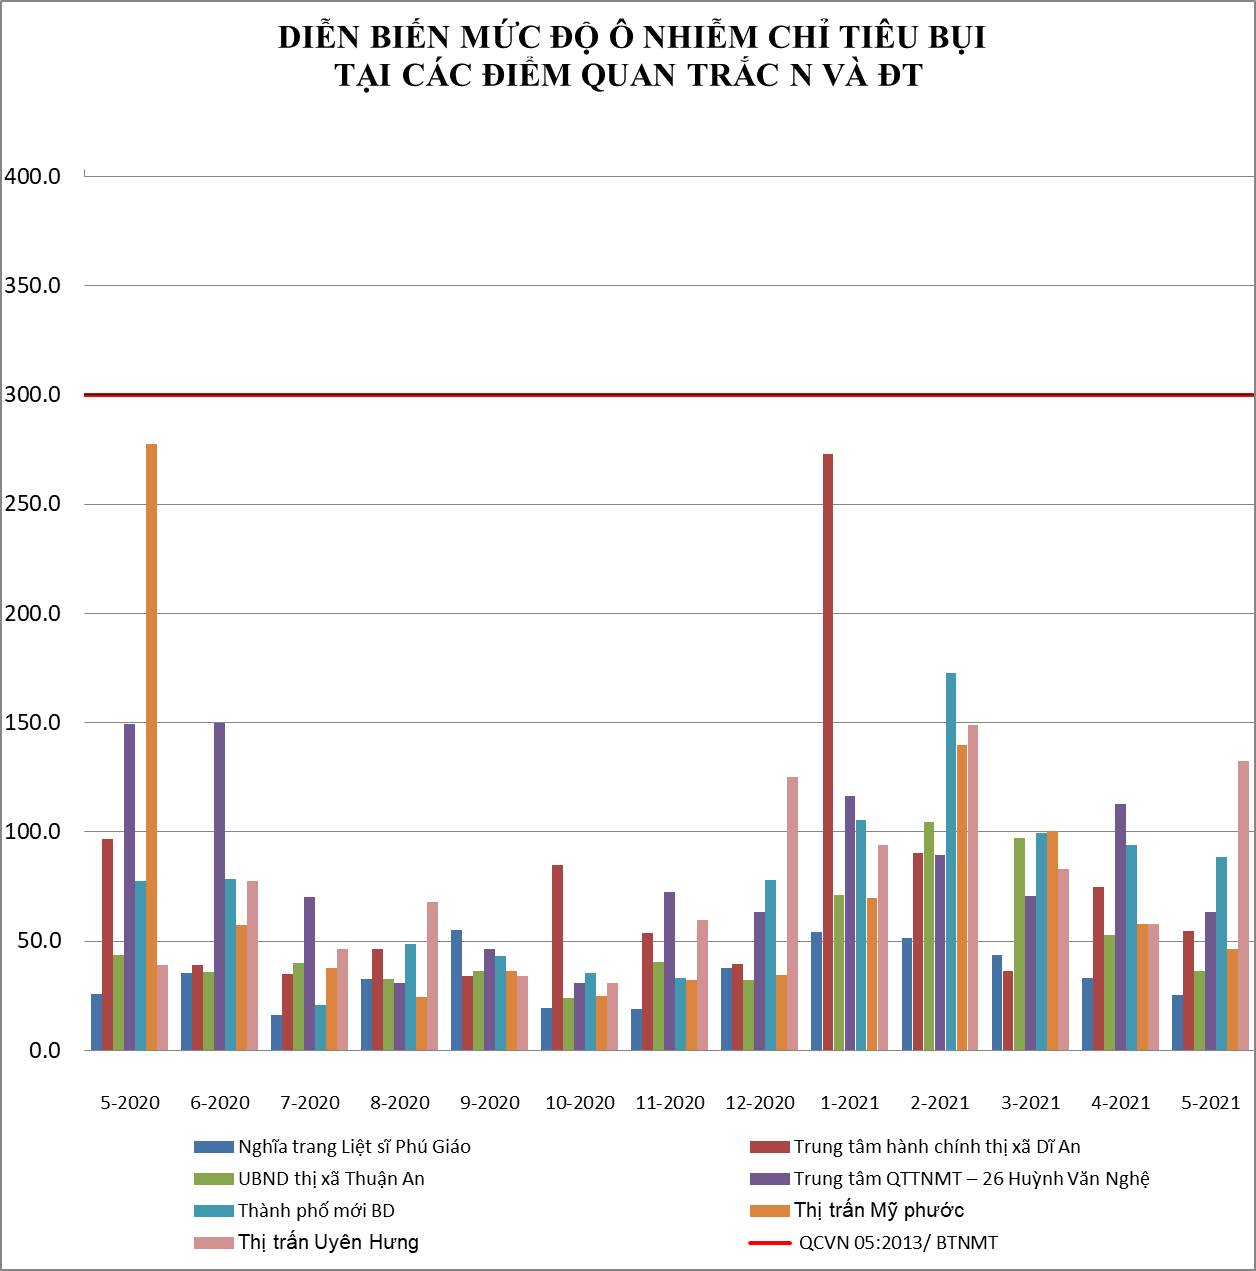 DIỄN BIẾN MỨC ĐỘ Ô NHIỄM CHỈ TIÊU BỤI
TẠI CÁC ĐIỂM QUAN TRẮC N VÀ ĐT
400.0
350.0
300.0
250.0
200.0
150.0
100.0
50.0
0.0
5-2020 6-2020 7-2020 8-2020 9-2020 10-2020 11-2020 12-2020 1-2021 2-2021 3-2021 4-2021 5-2021
Nghĩa trang Liệt sĩ Phú Giáo Trung tâm hành chính thị xã Dĩ An
UBND thị xã Thuận An Trung tâm QTTNMT – 26 Huỳnh Văn Nghệ
Thành phố mới BD Thị trấn Mỹ phước
Thị trấn Uyên Hưng QCVN 05:2013/ BTNMT